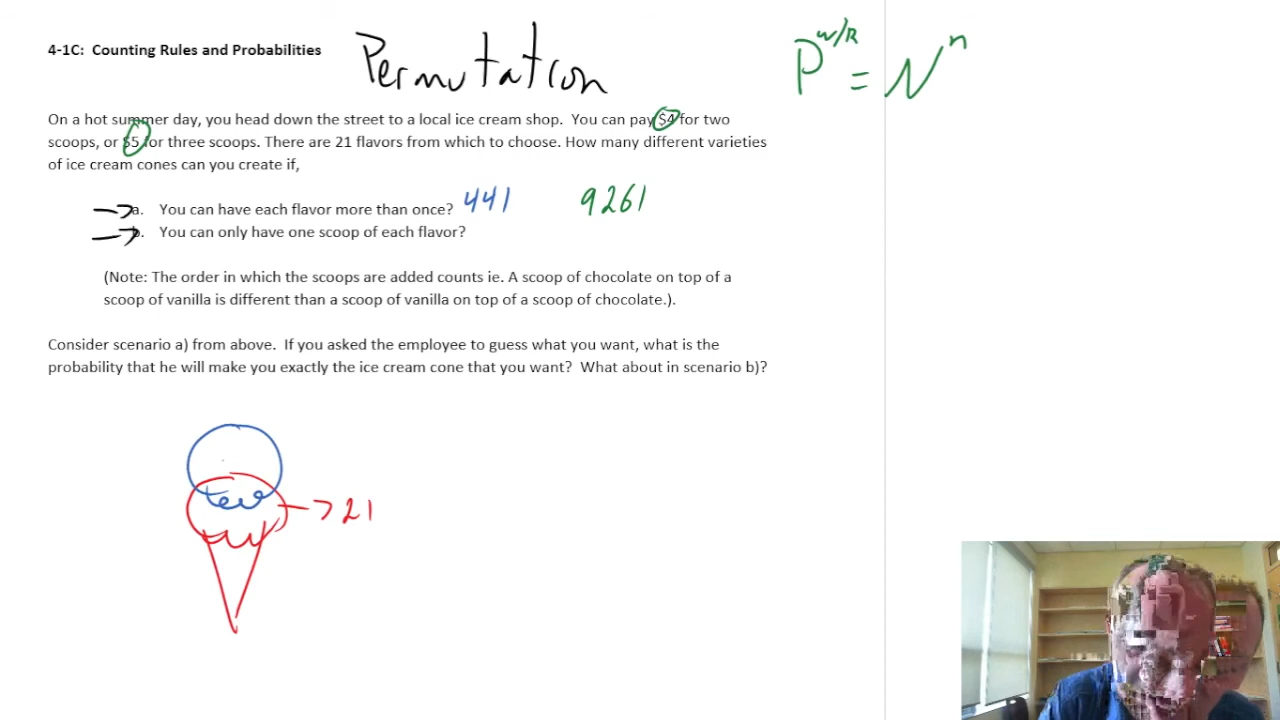 4-1C: Counting Rules and Probabilities
Permutation
P w/R = N^n
On a hot summer day, you head down the street to a local ice cream shop. You can pay $4 for two
scoops, or $5 for three scoops. There are 21 flavors from which to choose. How many different varieties
of ice cream cones can you create if,
a. You can have each flavor more than once? 441 9261
b. You can only have one scoop of each flavor?
(Note: The order in which the scoops are added counts ie. A scoop of chocolate on top of a
scoop of vanilla is different than a scoop of vanilla on top of a scoop of chocolate.).
Consider scenario a) from above. If you asked the employee to guess what you want, what is the
probability that he will make you exactly the ice cream cone that you want? What about in scenario b)?
21